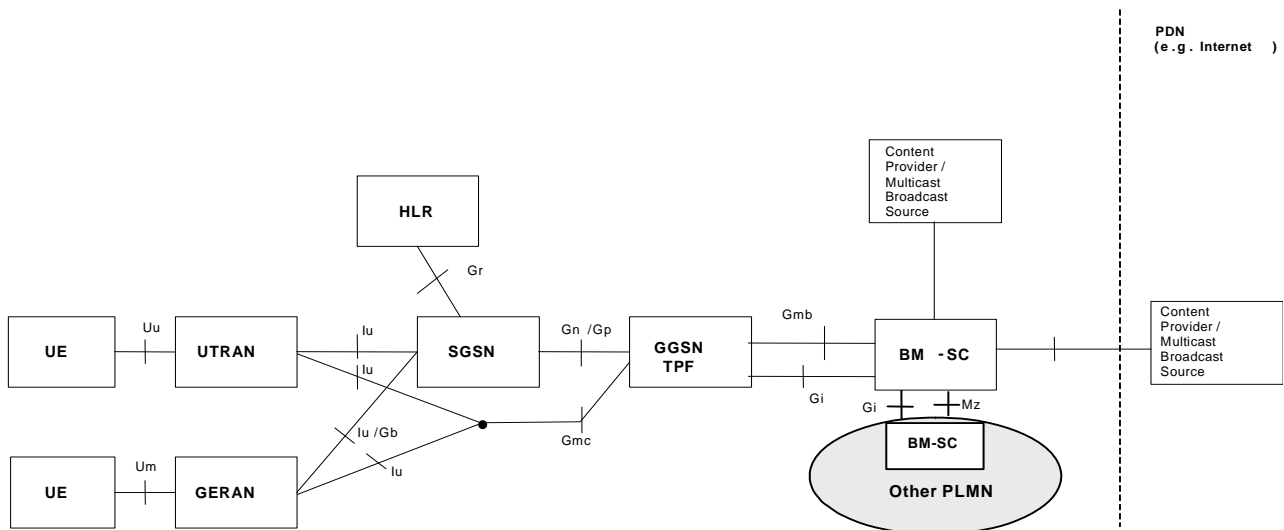 PDN
(e.g. Internet )
Content
Provider /
Multicast
Broadcast
Source
HLR
Gr
Uu
Iu
Gn /Gp
Gmb
Content
Provider /
Multicast
Broadcast
Source
UE
UTRAN
SGSN
GGSN
TPF
BM -SC
Iu
Gi
Gi
Mz
Iu /Gb
Gmc
BM-SC
Um
Iu
UE
GERAN
Other PLMN